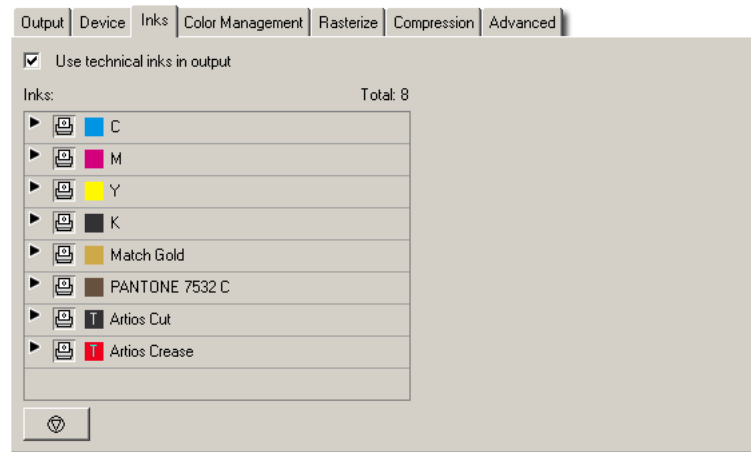 Output Device Inks Color Management Rasterize Compression Advanced
Use technical inks in output
Inks: Total: 8
C
M
Y
K
Match Gold
PANTONE 7532 C
T Artios Cut
T Artios Crease